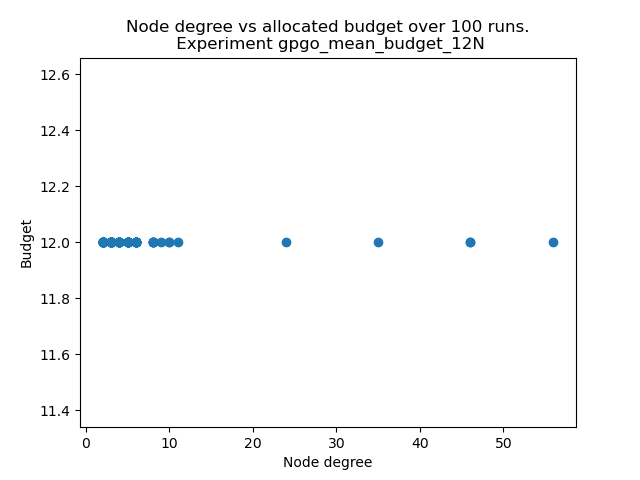 Node degree vs allocated budget over 100 runs.
Experiment gpgo_mean_budget_12N
12.6
12.4
12.2
12.0
11.8
11.6
11.4
Budget
0 10 20 30 40 50
Node degree